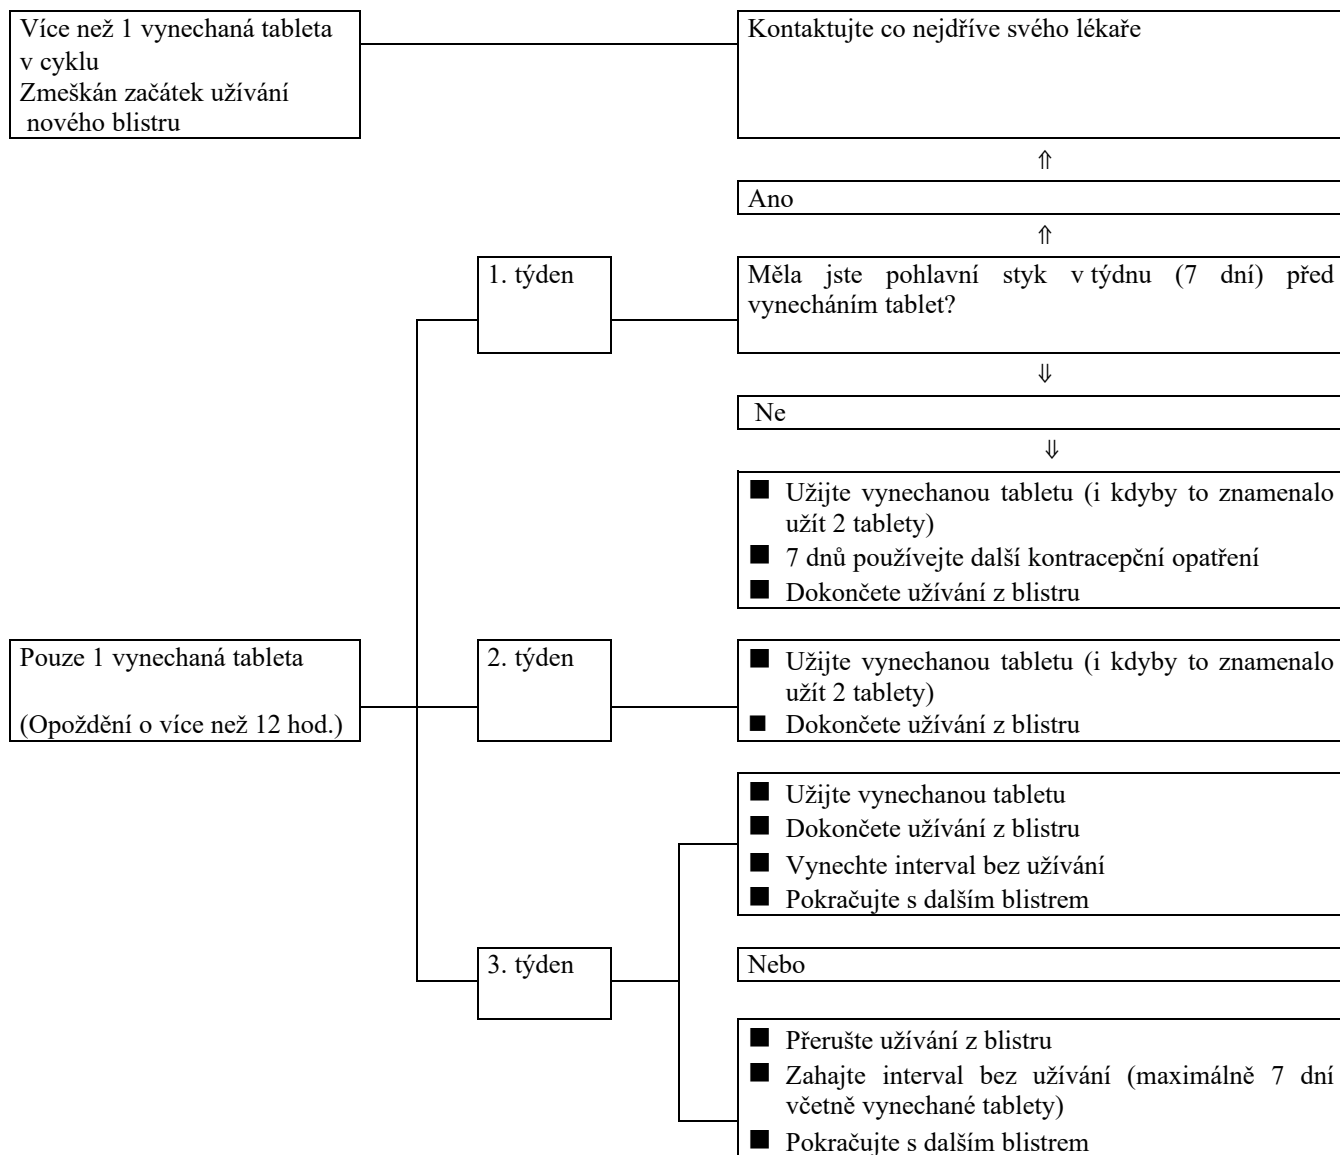 Více než 1 vynechaná tableta
v cyklu
Zmeškán začátek užívání
nového blistru
Kontaktujte co nejdříve svého lékaře
⇑
Ano
⇑
1. týden
Měla jste pohlavní styk v týdnu (7 dní) před
vynecháním tablet?
⇓
Ne
⇓
■ Užijte vynechanou tabletu (i kdyby to znamenalo
užít 2 tablety)
■ 7 dnů používejte další kontracepční opatření
■ Dokončete užívání z blistru
Pouze 1 vynechaná tableta
(Opoždění o více než 12 hod.)
2. týden
■ Užijte vynechanou tabletu (i kdyby to znamenalo
užít 2 tablety)
■ Dokončete užívání z blistru
■ Užijte vynechanou tabletu
■ Dokončete užívání z blistru
■ Vynechte interval bez užívání
■ Pokračujte s dalším blistrem
3. týden
Nebo
■ Přerušte užívání z blistru
■ Zahajte interval bez užívání (maximálně 7 dní
včetně vynechané tablety)
■ Pokračujte s dalším blistrem